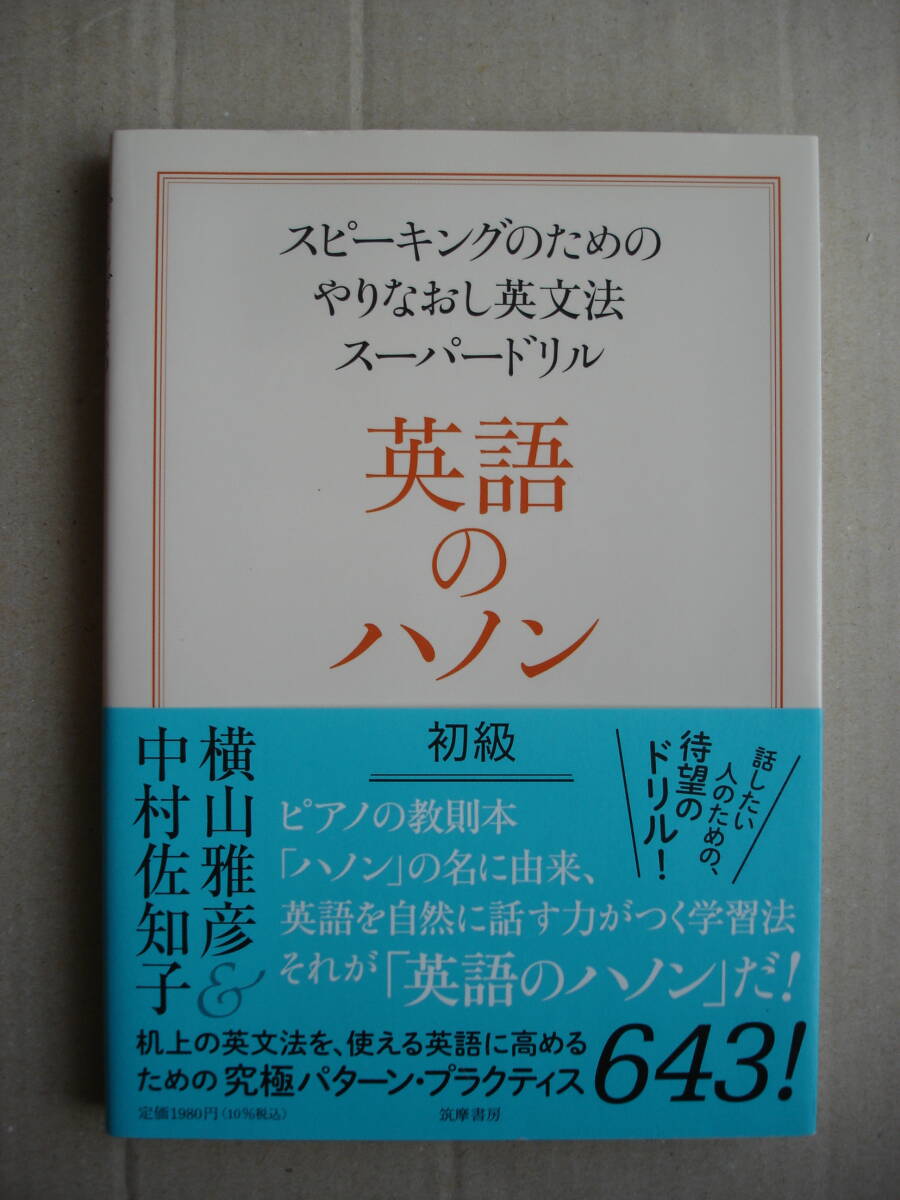 スピーキングのための
やりなおし英文法
スーパードリル
英語
の
ハノン
初級
話したい
人のための、
待望の
ドリル!
横山雅彦&
中村佐知子
ピアノの教則本
「ハノン」の名に由来、
英語を自然に話す力がつく学習法
それが「英語のハノン」だ!
机上の英文法を、使える英語に高める
ための究極パターン・プラクティス643!
定価1980円(10%税込)
筑摩書房